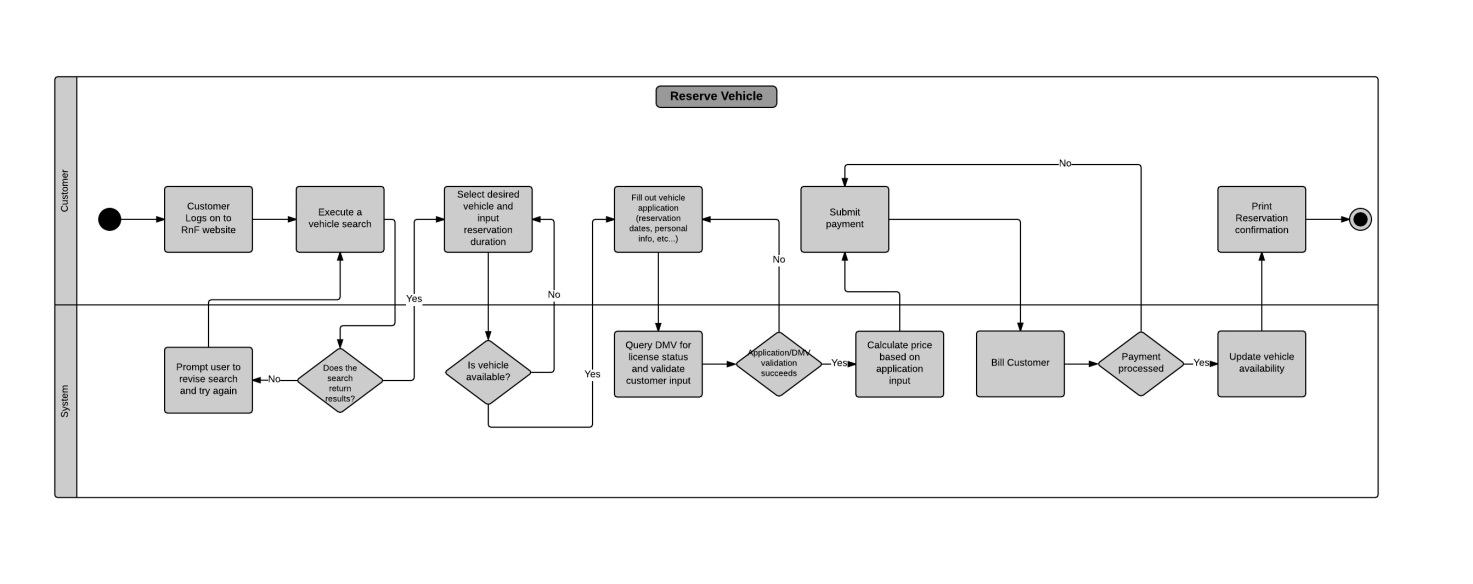 Reserve Vehicle
Customer
Customer
Logs on to
RnF website
Execute a
vehicle search
Select desired
vehicle and
input
reservation
duration
Fill out vehicle
application
(reservation
dates, personal
info, etc...)
Submit
payment
Print
Reservation
confirmation
No
No
No
Yes
Yes
System
Prompt user to
revise search
and try again
No
Does the
search
return
results?
Is vehicle
available?
Query DMV for
license status
and validate
customer input
Application/DMV
validation
succeeds
Yes
Calculate price
based on
application
input
Bill Customer
Payment
processed
Yes
Update vehicle
availability